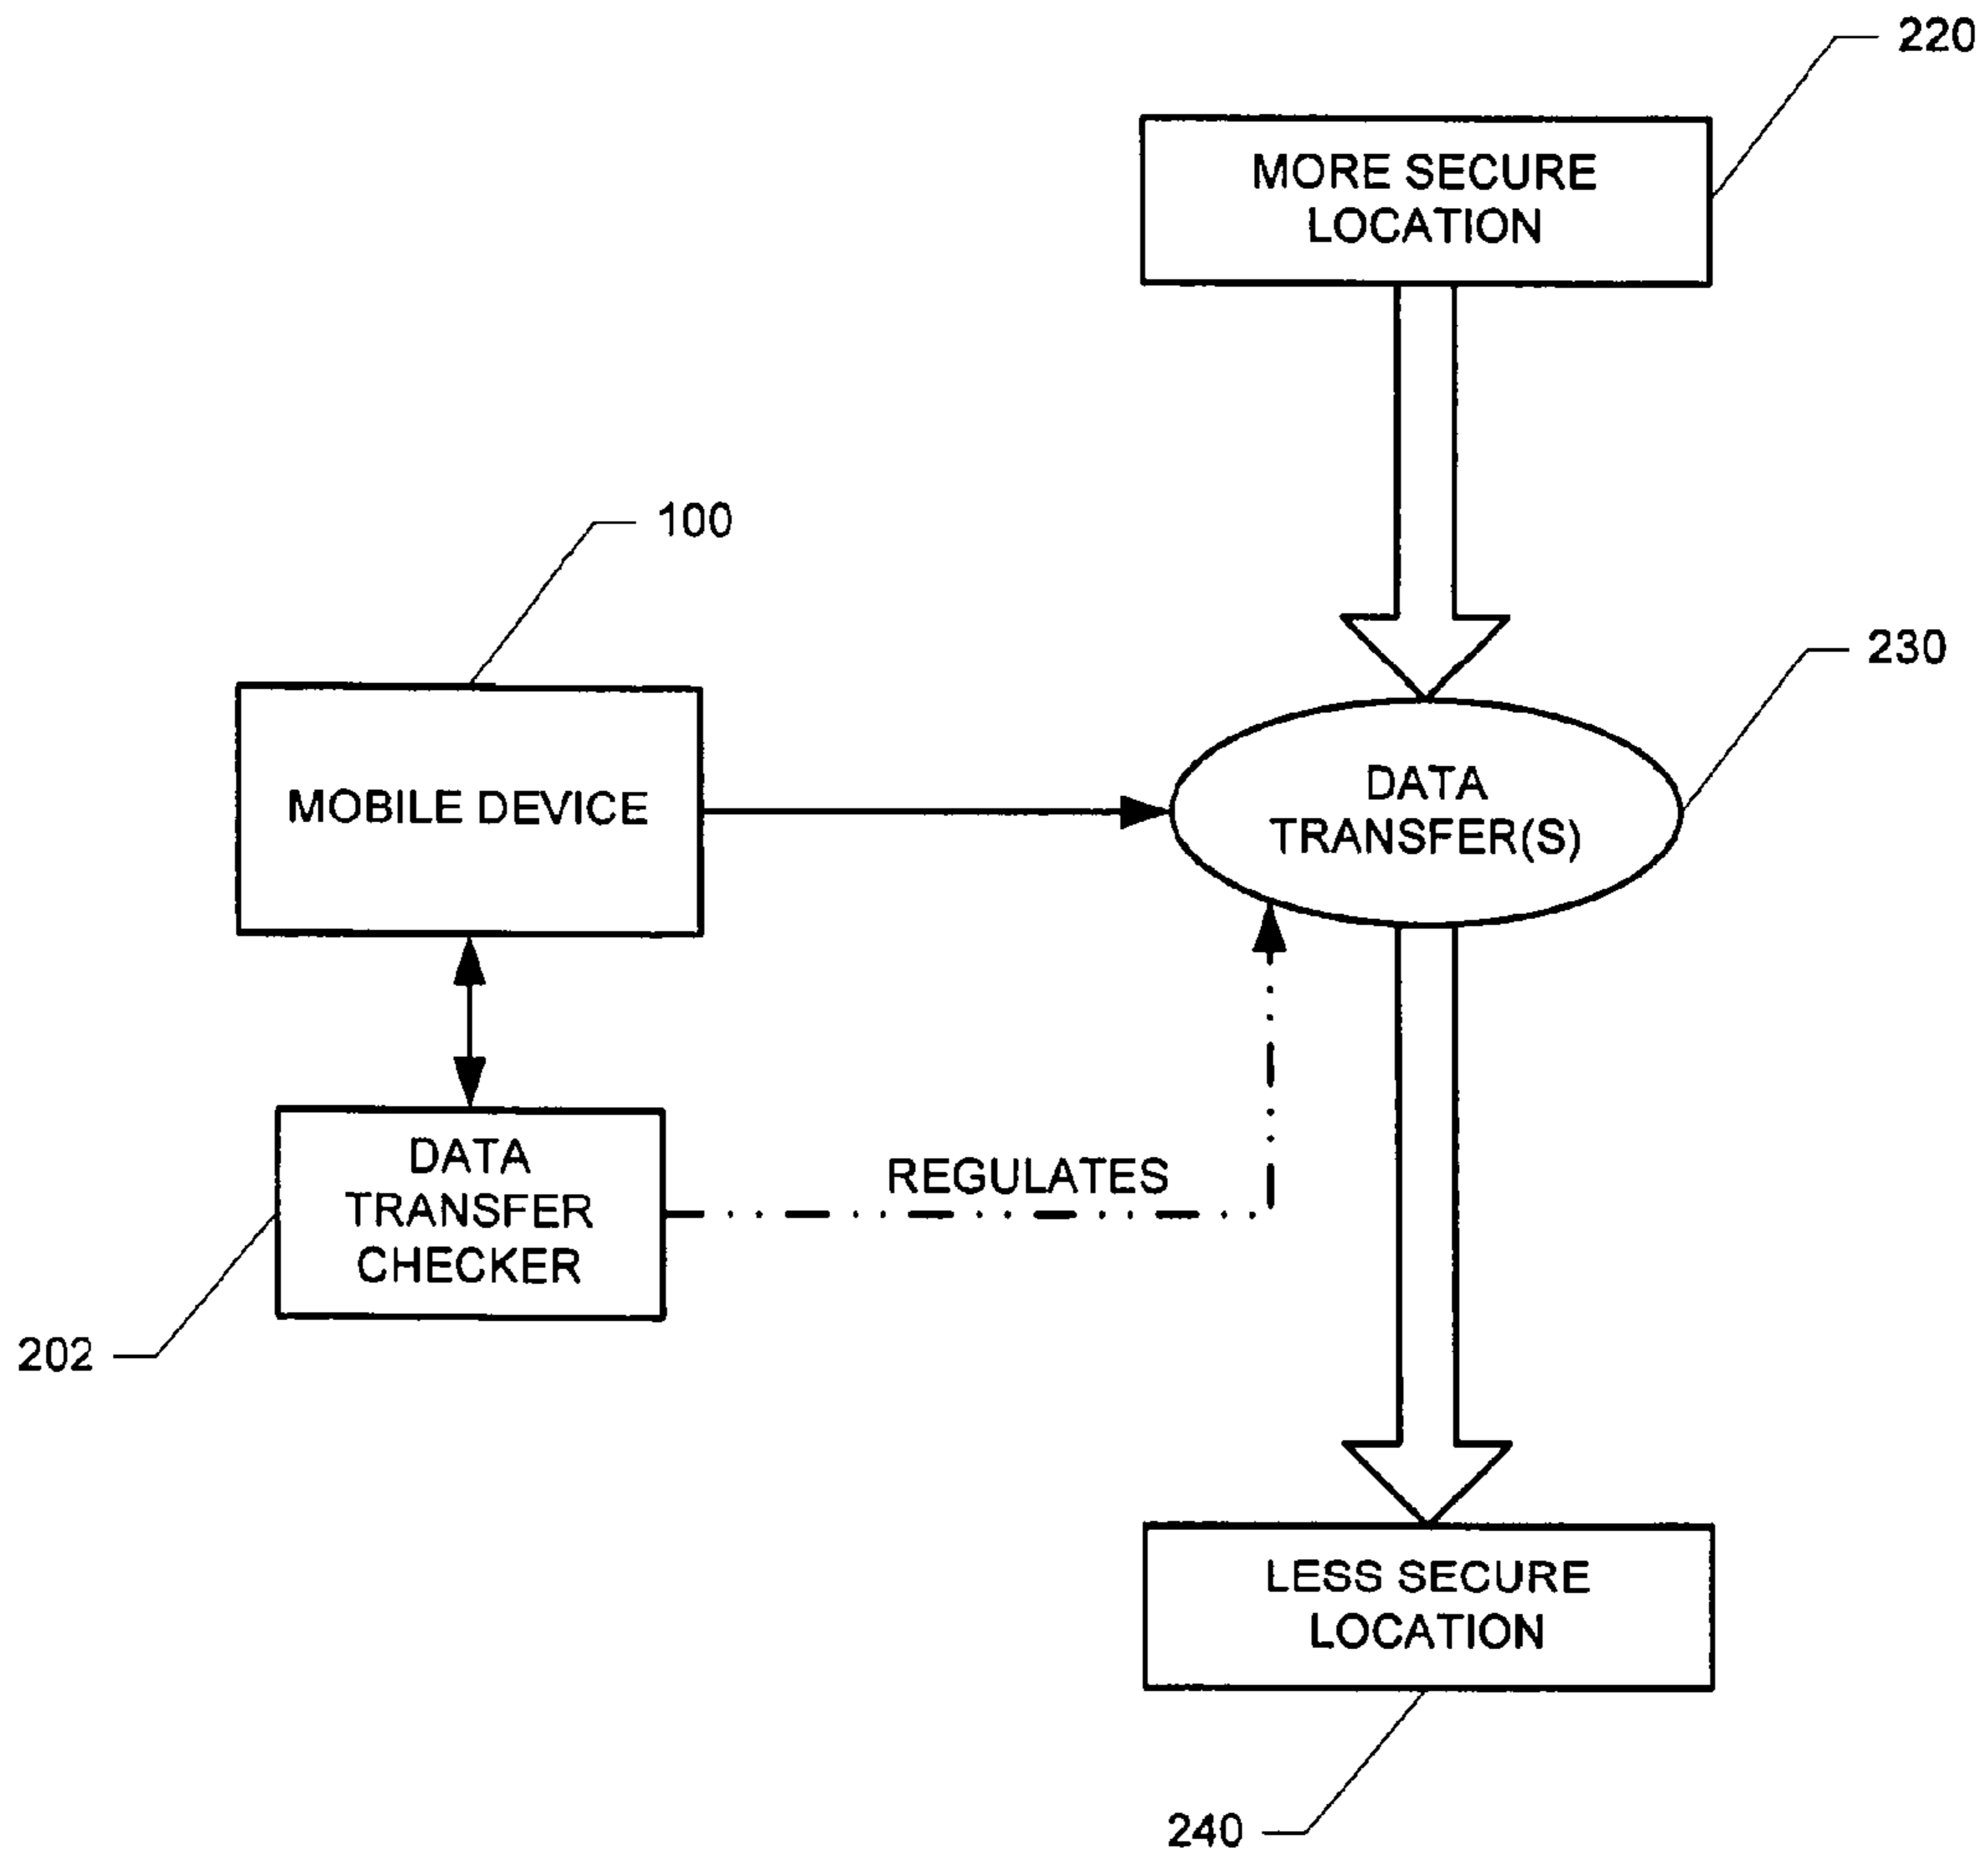 220
MORE SECURE
LOCATION
100
230
MOBILE DEVICE
DATA
TRANSFER(S)
DATA
TRANSFER
CHECKER
REGULATES
202
LESS SECURE
LOCATION
240